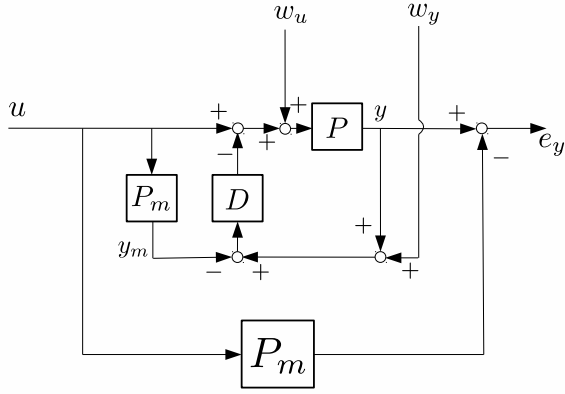 w_u w_y
u + + + y + e_y
+ P
− −
P_m D
+
y_m − + +
P_m